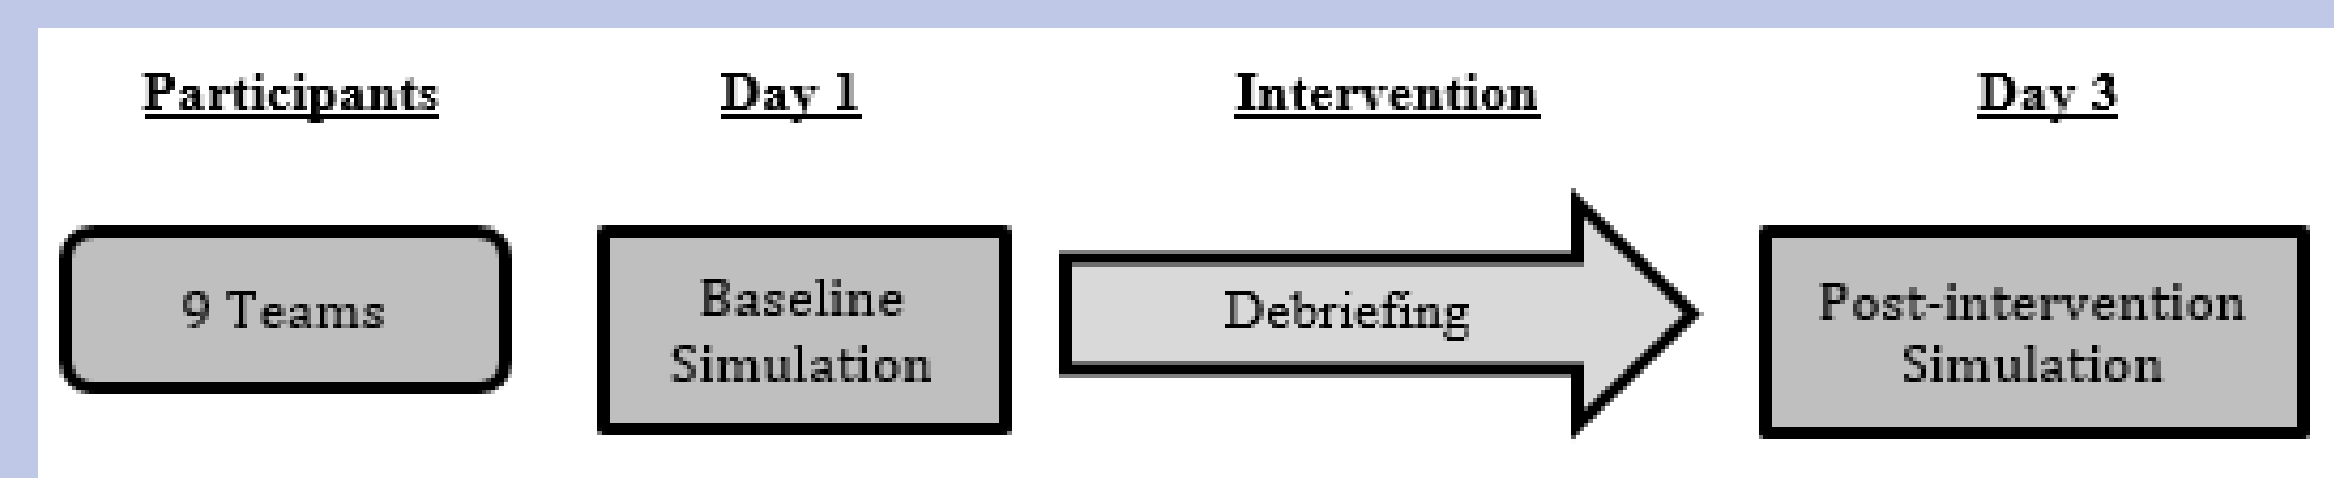 Participants
Day 1
Intervention
Day 3
9 Teams
Baseline
Simulation
Debriefing
Post-intervention
Simulation